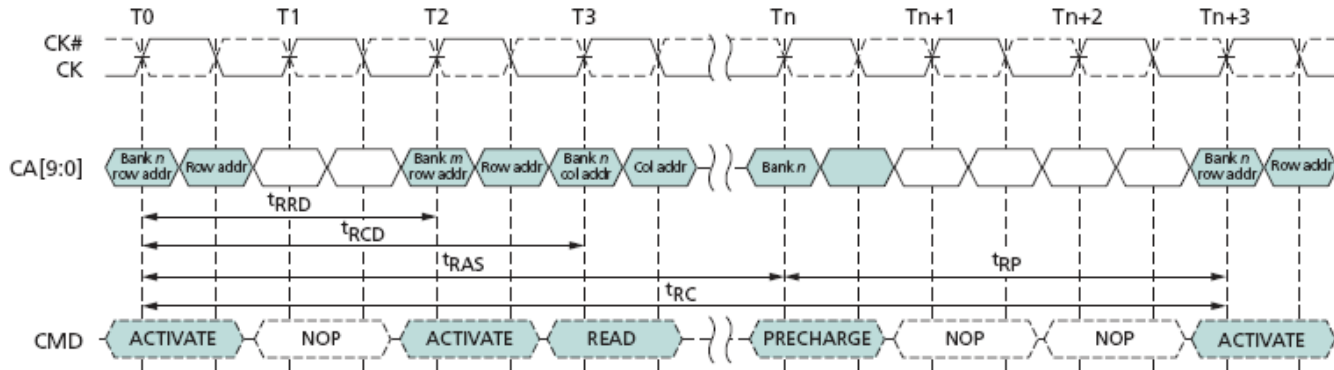 T0 T1 T2 T3 Tn Tn+1 Tn+2 Tn+3
CK#
CK
CA[9:0]
Bank n
row addr
Row addr
Bank m
row addr
Row addr
Bank n
col addr
Col addr
Bank n
Bank n
row addr
Row addr
tRRD
tRCD
tRAS
tRP
tRC
CMD ACTIVATE NOP ACTIVATE READ PRECHARGE NOP NOP ACTIVATE